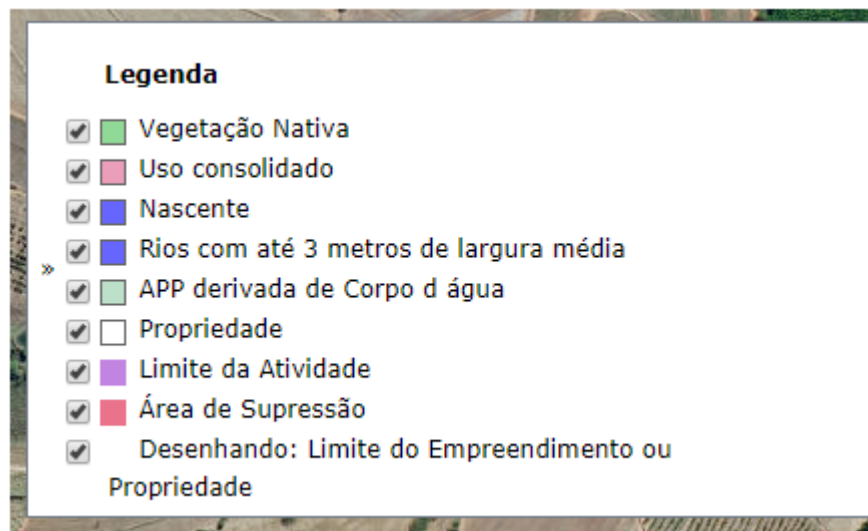 Legenda
Vegetação Nativa
Uso consolidado
Nascente
Rios com até 3 metros de largura média
»
APP derivada de Corpo d água
Propriedade
Limite da Atividade
Área de Supressão
Desenhando: Limite do Empreendimento ou
Propriedade